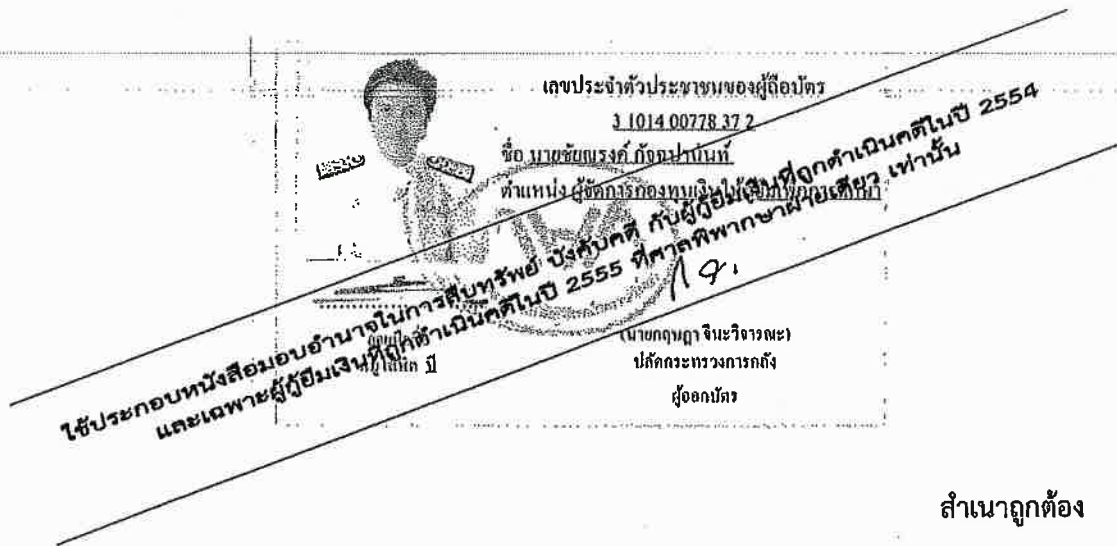 เลขประจำตัวประชาชนของผู้ถือบัตร
3 1014 00778 37 2
ชื่อ นายชัยณรงค์ กัจฉปานันท์
ตำแหน่ง ผู้จัดการกองทุนเงินให้กู้ยืมเพื่อการศึกษา
ใช้ประกอบหนังสือมอบอำนาจในการสืบทรัพย์ บังคับคดี กับผู้กู้ยืมเงินที่ถูกดำเนินคดีในปี 2554
และเฉพาะผู้กู้ยืมเงินที่ถูกดำเนินคดีในปี 2555 ที่ศาลพิพากษาฝ่ายเดียว เท่านั้น
หมู่โลหิต บี
(นายกฤษฎา จีนะวิจารณะ)
ปลัดกระทรวงการคลัง
ผู้ออกบัตร
สำเนาถูกต้อง